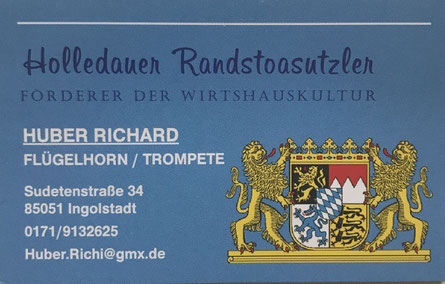 Holledauer Randstoasutzler
FÖRDERER DER WIRTSHAUSKULTUR
HUBER RICHARD
FLÜGELHORN / TROMPETE
Sudetenstraße 34
85051 Ingolstadt
0171/9132625
Huber.Richi@gmx.de